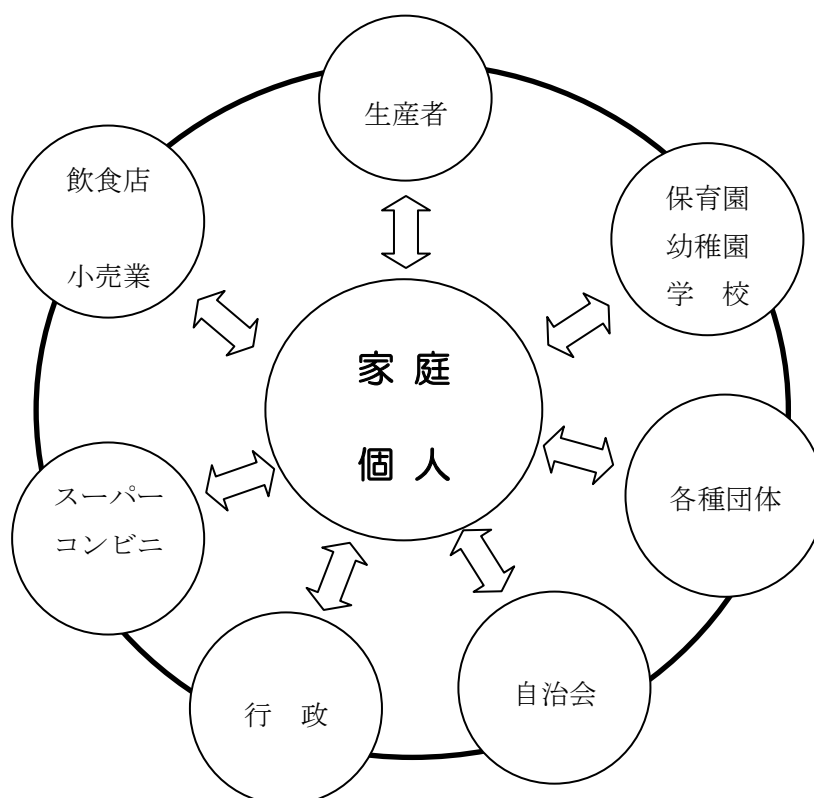 生産者
飲食店
小売業
保育園
幼稚園
学　校
家 庭
個 人
スーパー
コンビニ
各種団体
行　政
自治会